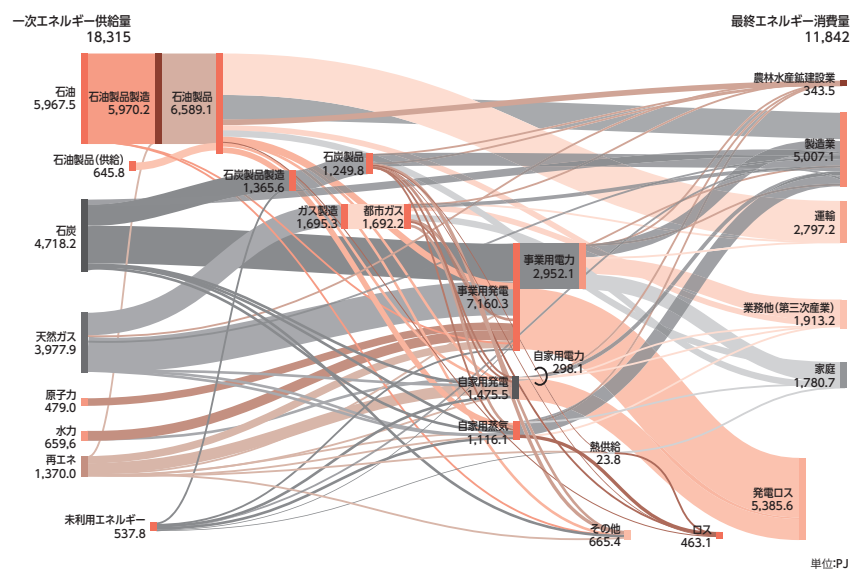 一次エネルギー供給量
18,315
最終エネルギー消費量
11,842
石油
5,967.5
石油製品製造
5,970.2
石油製品
6,589.1
農林水産鉱建設業
343.5
石油製品(供給)
645.8
石炭製品製造
1,365.6
石炭製品
1,249.8
製造業
5,007.1
石炭
4,718.2
ガス製造
1,695.3
都市ガス
1,692.2
運輸
2,797.2
事業用発電
7,160.3
事業用電力
2,952.1
業務他(第三次産業)
1,913.2
天然ガス
3,977.9
自家用発電
1,475.5
自家用電力
298.1
家庭
1,780.7
原子力
479.0
水力
659,6
自家用蒸気
1,116.1
再エネ
1,370.0
熱供給
23.8
発電ロス
5,385.6
未利用エネルギー
537.8
その他
665.4
ロス
463.1
単位:PJ